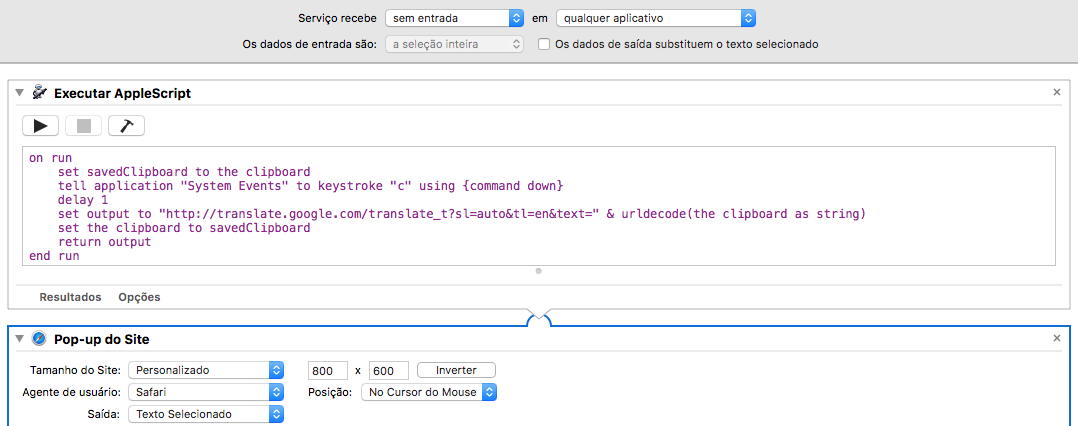 Serviço recebe sem entrada em qualquer aplicativo
Os dados de entrada são: a seleção inteira Os dados de saída substituem o texto selecionado
Executar AppleScript
on run
set savedClipboard to the clipboard
tell application "System Events" to keystroke "c" using {command down}
delay 1
set output to "http://translate.google.com/translate_t?sl=auto&tl=en&text=" & urldecode(the clipboard as string)
set the clipboard to savedClipboard
return output
end run
Resultados Opções
Pop-up do Site
Tamanho do Site: Personalizado 800 x 600 Inverter
Agente de usuário: Safari Posição: No Cursor do Mouse
Saída: Texto Selecionado